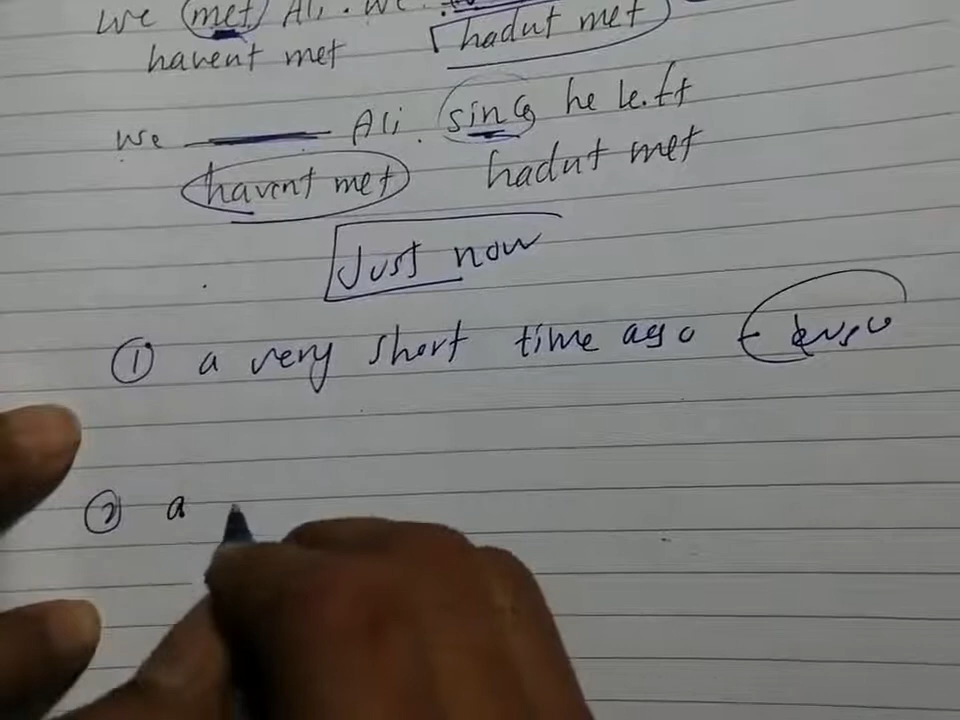 we met Ali . we
havent met hadnt met
we ______ Ali . since he left
havent met hadnt met
Just now
① a very short time ago
② a